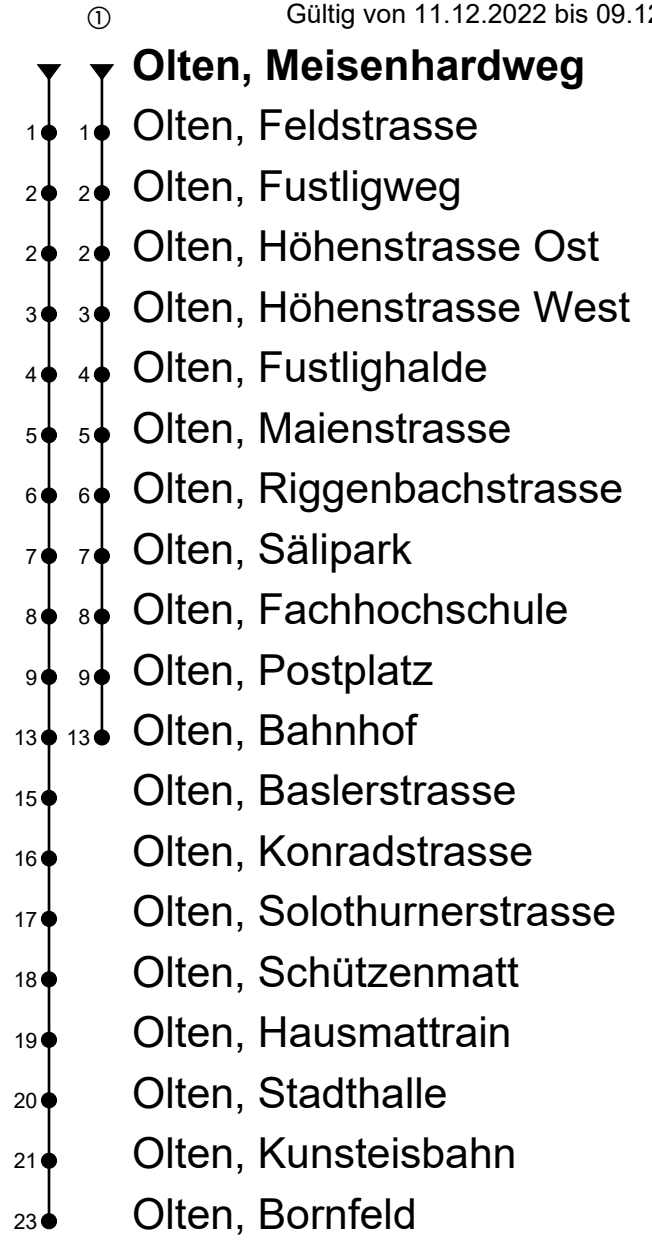 ① Gültig von 11.12.2022 bis 09.12
Olten, Meisenhardweg
1 1 Olten, Feldstrasse
2 2 Olten, Fustligweg
2 2 Olten, Höhenstrasse Ost
3 3 Olten, Höhenstrasse West
4 4 Olten, Fustlighalde
5 5 Olten, Maienstrasse
6 6 Olten, Riggenbachstrasse
7 7 Olten, Sälipark
8 8 Olten, Fachhochschule
9 9 Olten, Postplatz
13 13 Olten, Bahnhof
15 Olten, Baslerstrasse
16 Olten, Konradstrasse
17 Olten, Solothurnerstrasse
18 Olten, Schützenmatt
19 Olten, Hausmattrain
20 Olten, Stadthalle
21 Olten, Kunsteisbahn
23 Olten, Bornfeld